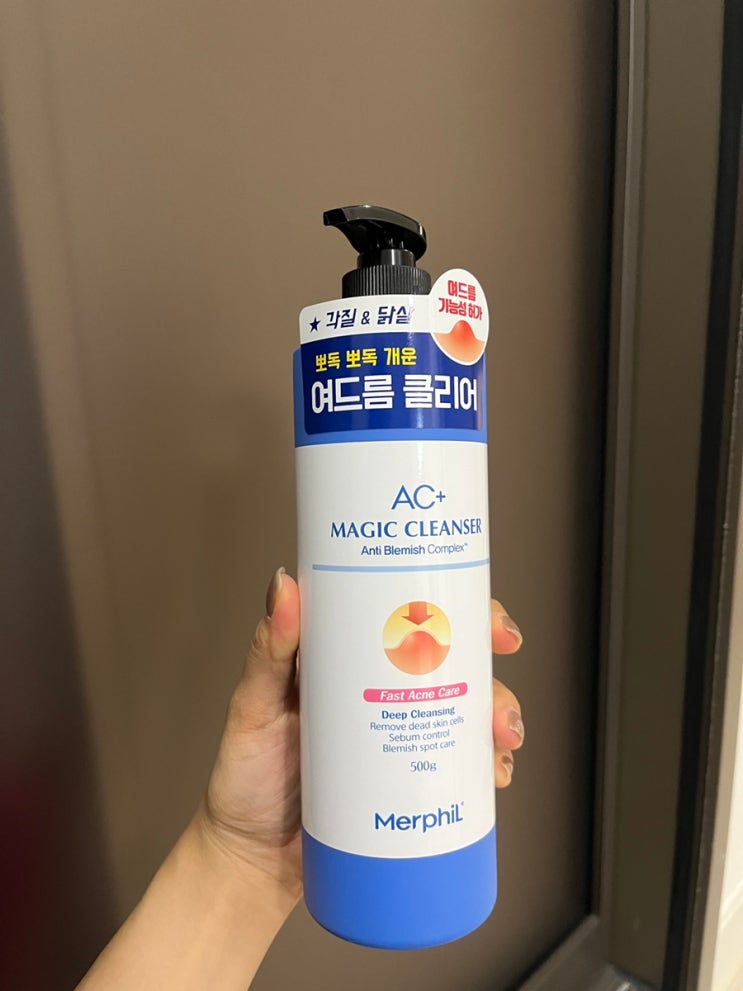 여드름
기능성 허가
★ 각질 & 닭살
뽀독 뽀독 개운
여드름 클리어
AC+
MAGIC CLEANSER
Anti Blemish Complex™
Fast Acne Care
Deep Cleansing
Remove dead skin cells
Sebum control
Blemish spot care
500g
Merphil